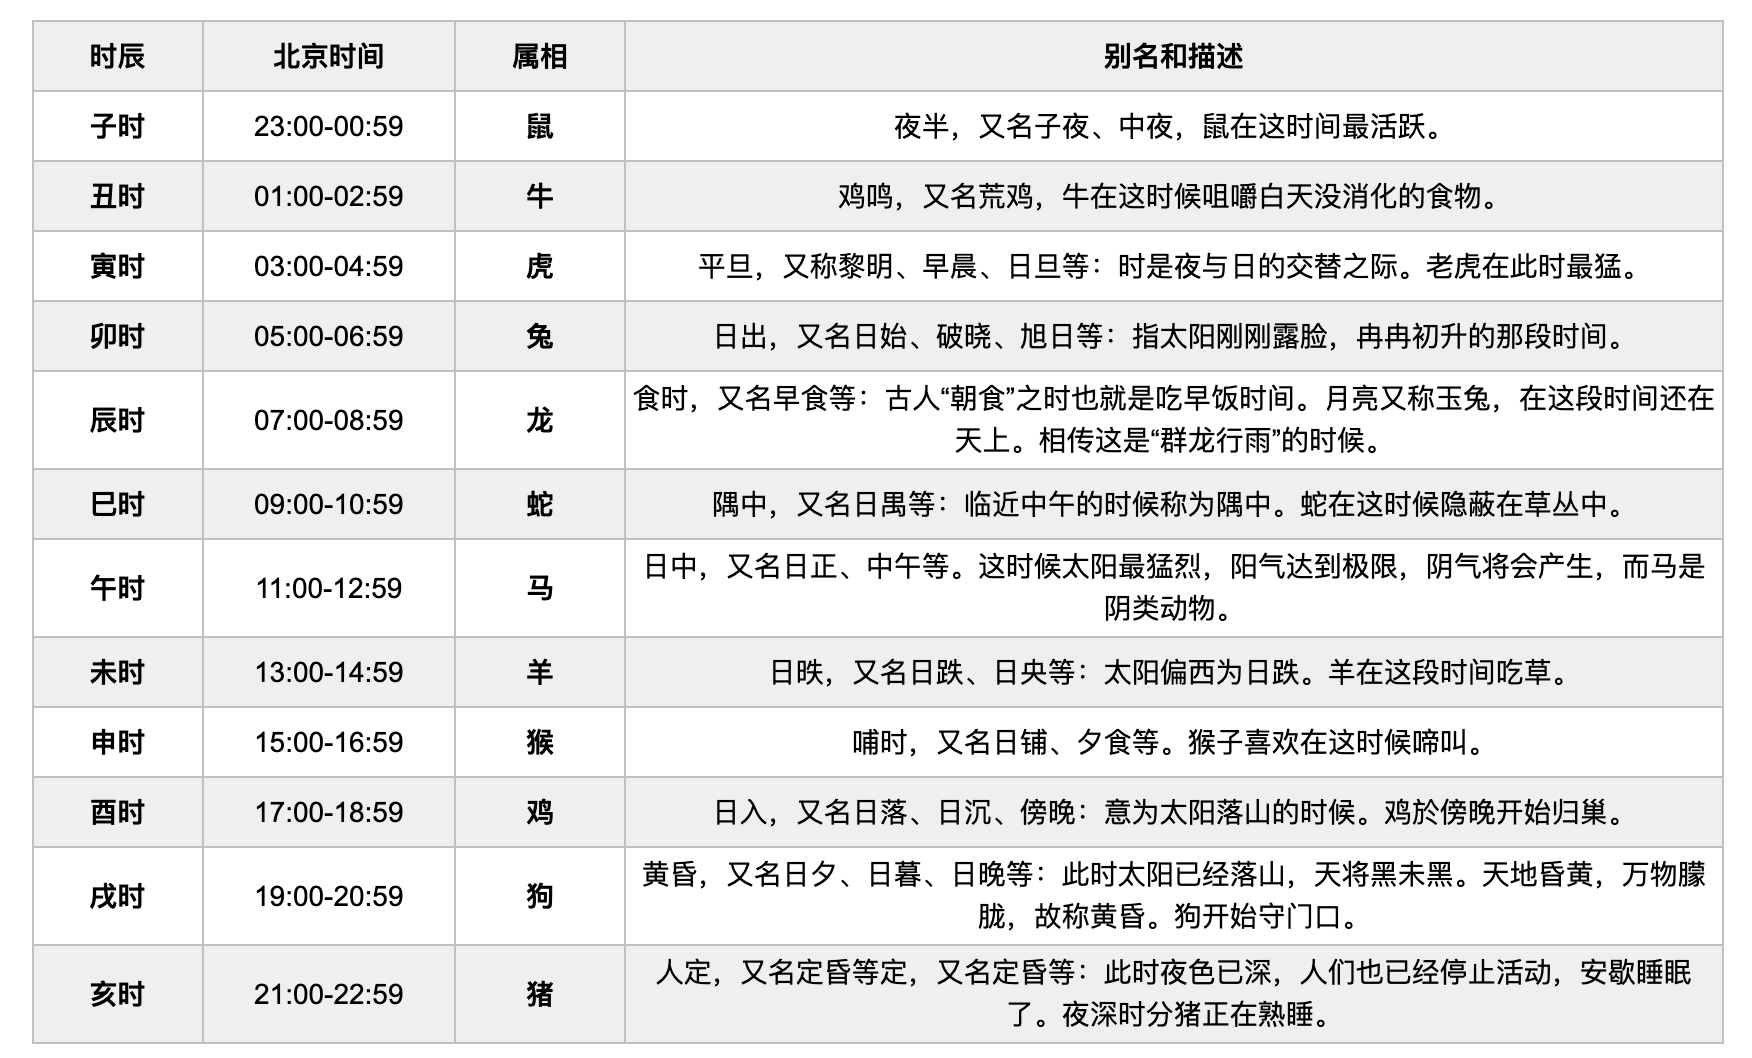 时辰 北京时间 属相 别名和描述
子时 23:00-00:59 鼠 夜半，又名子夜、中夜，鼠在这时间最活跃。
丑时 01:00-02:59 牛 鸡鸣，又名荒鸡，牛在这时候咀嚼白天没消化的食物。
寅时 03:00-04:59 虎 平旦，又称黎明、早晨、日旦等：时是夜与日的交替之际。老虎在此时最猛。
卯时 05:00-06:59 兔 日出，又名日始、破晓、旭日等：指太阳刚刚露脸，冉冉初升的那段时间。
辰时 07:00-08:59 龙 食时，又名早食等：古人“朝食”之时也就是吃早饭时间。月亮又称玉兔，在这段时间还在
天上。相传这是“群龙行雨”的时候。
巳时 09:00-10:59 蛇 隅中，又名日禺等：临近中午的时候称为隅中。蛇在这时候隐蔽在草丛中。
午时 11:00-12:59 马 日中，又名日正、中午等。这时候太阳最猛烈，阳气达到极限，阴气将会产生，而马是
阴类动物。
未时 13:00-14:59 羊 日昳，又名日跌、日央等：太阳偏西为日跌。羊在这段时间吃草。
申时 15:00-16:59 猴 哺时，又名日铺、夕食等。猴子喜欢在这时候啼叫。
酉时 17:00-18:59 鸡 日入，又名日落、日沉、傍晚：意为太阳落山的时候。鸡於傍晚开始归巢。
戌时 19:00-20:59 狗 黄昏，又名日夕、日暮、日晚等：此时太阳已经落山，天将黑未黑。天地昏黄，万物朦
胧，故称黄昏。狗开始守门口。
亥时 21:00-22:59 猪 人定，又名定昏等定，又名定昏等：此时夜色已深，人们也已经停止活动，安歇睡眠
了。夜深时分猪正在熟睡。